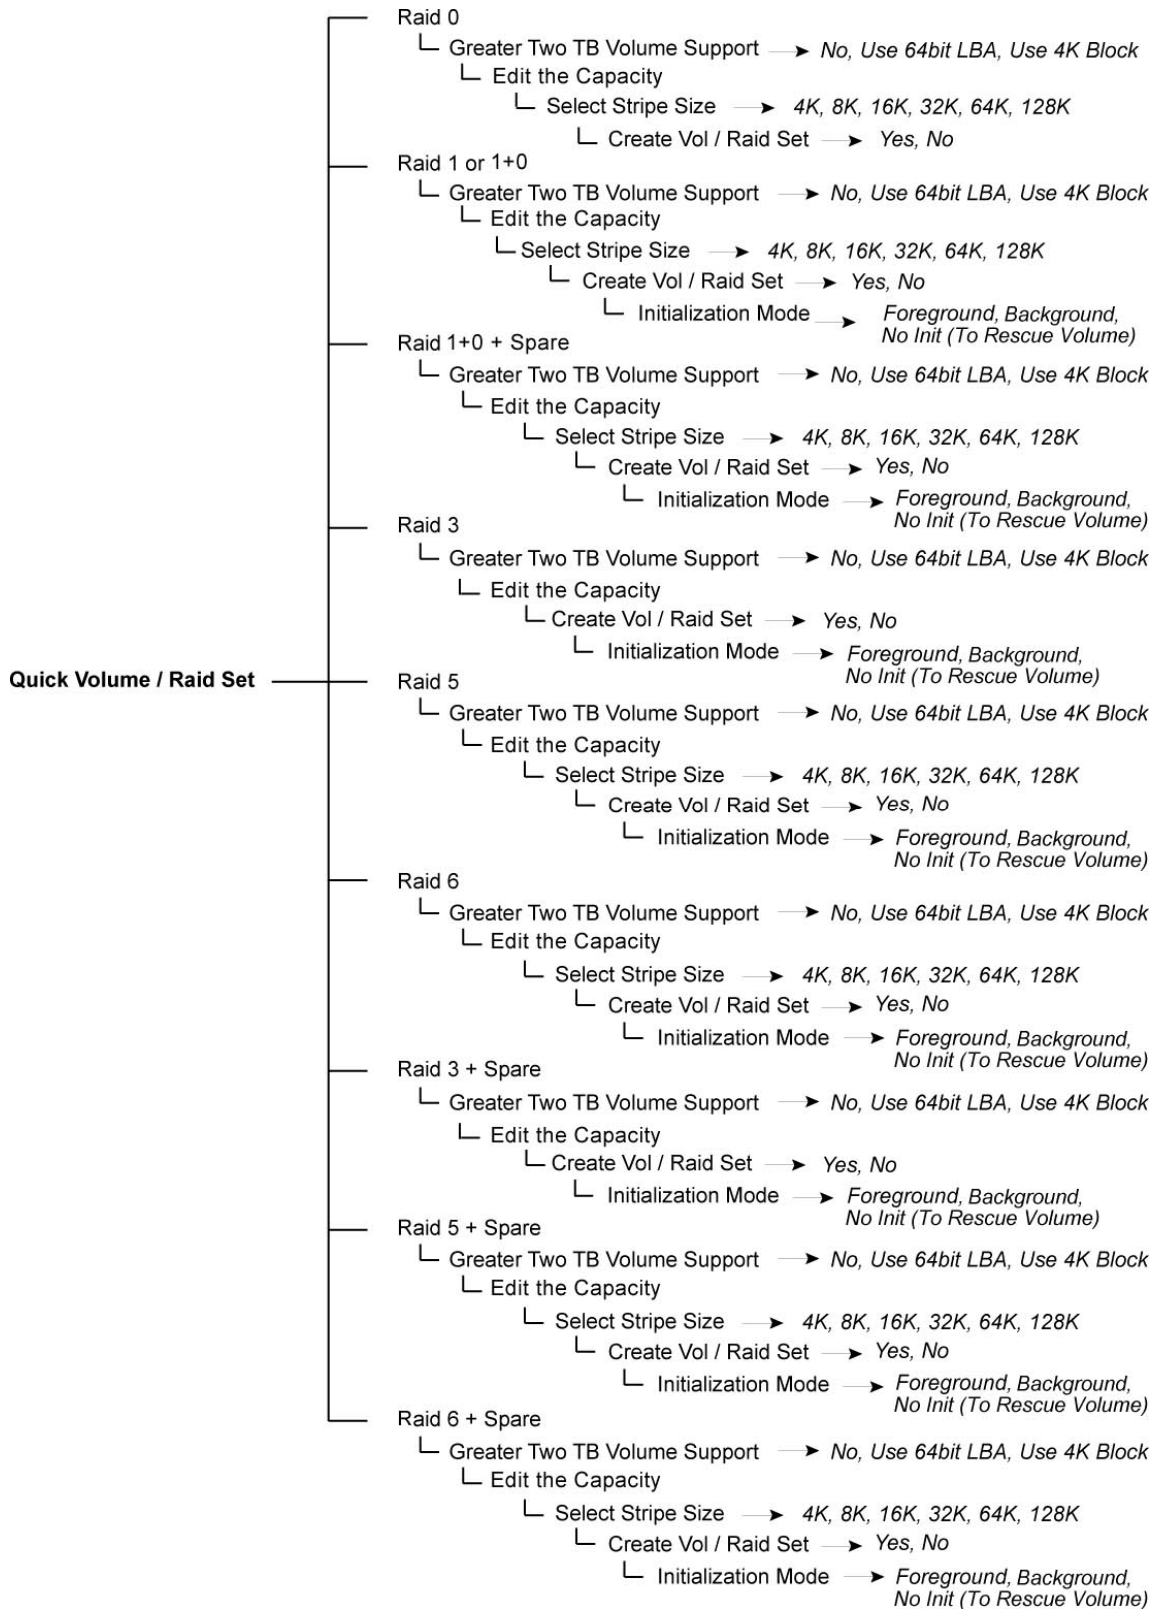 Raid 0
Greater Two TB Volume Support No, Use 64bit LBA, Use 4K Block
Edit the Capacity
Select Stripe Size 4K, 8K, 16K, 32K, 64K, 128K
Create Vol / Raid Set Yes, No
Raid 1 or 1+0
Greater Two TB Volume Support No, Use 64bit LBA, Use 4K Block
Edit the Capacity
Select Stripe Size 4K, 8K, 16K, 32K, 64K, 128K
Create Vol / Raid Set Yes, No
Initialization Mode Foreground, Background,
No Init (To Rescue Volume)
Raid 1+0 + Spare
Greater Two TB Volume Support No, Use 64bit LBA, Use 4K Block
Edit the Capacity
Select Stripe Size 4K, 8K, 16K, 32K, 64K, 128K
Create Vol / Raid Set Yes, No
Initialization Mode Foreground, Background,
No Init (To Rescue Volume)
Raid 3
Greater Two TB Volume Support No, Use 64bit LBA, Use 4K Block
Edit the Capacity
Create Vol / Raid Set Yes, No
Initialization Mode Foreground, Background,
No Init (To Rescue Volume)
Quick Volume / Raid Set Raid 5
Greater Two TB Volume Support No, Use 64bit LBA, Use 4K Block
Edit the Capacity
Select Stripe Size 4K, 8K, 16K, 32K, 64K, 128K
Create Vol / Raid Set Yes, No
Initialization Mode Foreground, Background,
No Init (To Rescue Volume)
Raid 6
Greater Two TB Volume Support No, Use 64bit LBA, Use 4K Block
Edit the Capacity
Select Stripe Size 4K, 8K, 16K, 32K, 64K, 128K
Create Vol / Raid Set Yes, No
Initialization Mode Foreground, Background,
No Init (To Rescue Volume)
Raid 3 + Spare
Greater Two TB Volume Support No, Use 64bit LBA, Use 4K Block
Edit the Capacity
Create Vol / Raid Set Yes, No
Initialization Mode Foreground, Background,
No Init (To Rescue Volume)
Raid 5 + Spare
Greater Two TB Volume Support No, Use 64bit LBA, Use 4K Block
Edit the Capacity
Select Stripe Size 4K, 8K, 16K, 32K, 64K, 128K
Create Vol / Raid Set Yes, No
Initialization Mode Foreground, Background,
No Init (To Rescue Volume)
Raid 6 + Spare
Greater Two TB Volume Support No, Use 64bit LBA, Use 4K Block
Edit the Capacity
Select Stripe Size 4K, 8K, 16K, 32K, 64K, 128K
Create Vol / Raid Set Yes, No
Initialization Mode Foreground, Background,
No Init (To Rescue Volume)